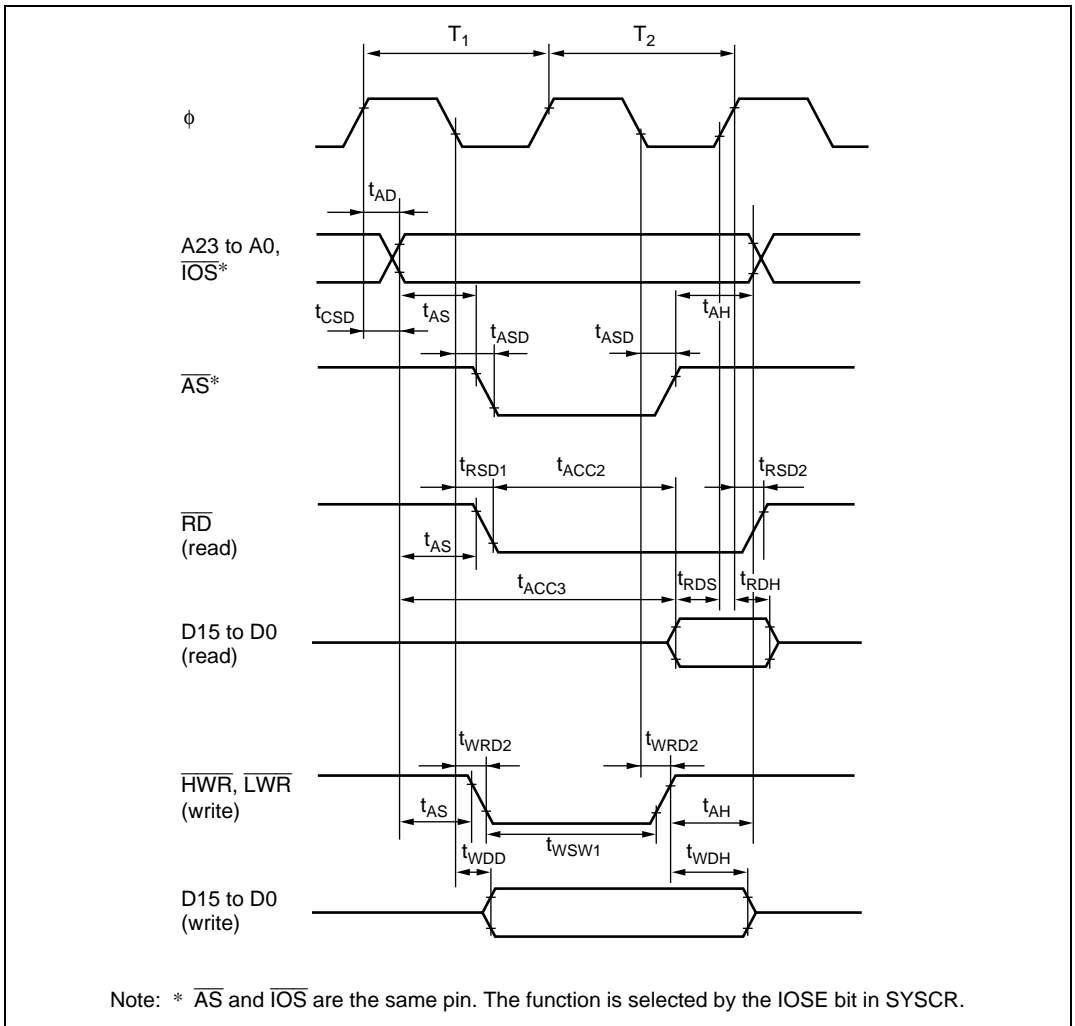 T1 T2
ϕ
tAD
A23 to A0,
IOS*
tCSD tAS tAH
tASD tASD
AS*
tRSD1 tACC2 tRSD2
RD
(read)
tAS
tACC3 tRDS tRDH
D15 to D0
(read)
tWRD2 tWRD2
HWR, LWR
(write)
tAS tAH
tWSW1
tWDD tWDH
D15 to D0
(write)
Note: * AS and IOS are the same pin. The function is selected by the IOSE bit in SYSCR.